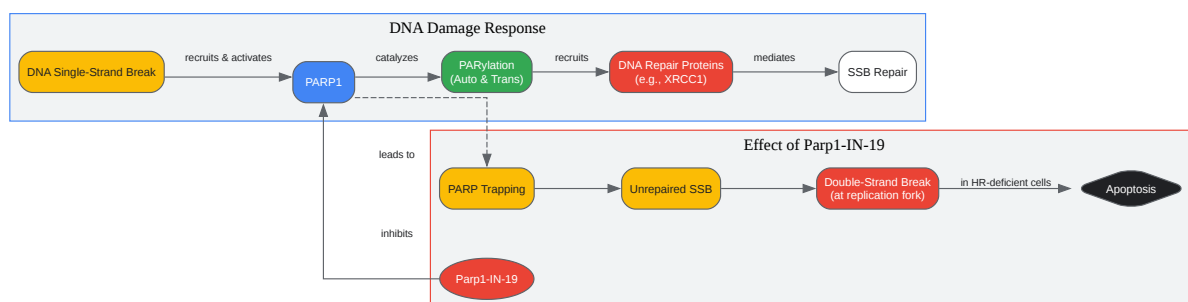 DNA Damage Response
DNA Single-Strand Break
recruits & activates
PARP1
catalyzes
PARylation
(Auto & Trans)
recruits
DNA Repair Proteins
(e.g., XRCC1)
mediates
SSB Repair
Effect of Parp1-IN-19
leads to
PARP Trapping
Unrepaired SSB
Double-Strand Break
(at replication fork)
in HR-deficient cells
Apoptosis
inhibits
Parp1-IN-19